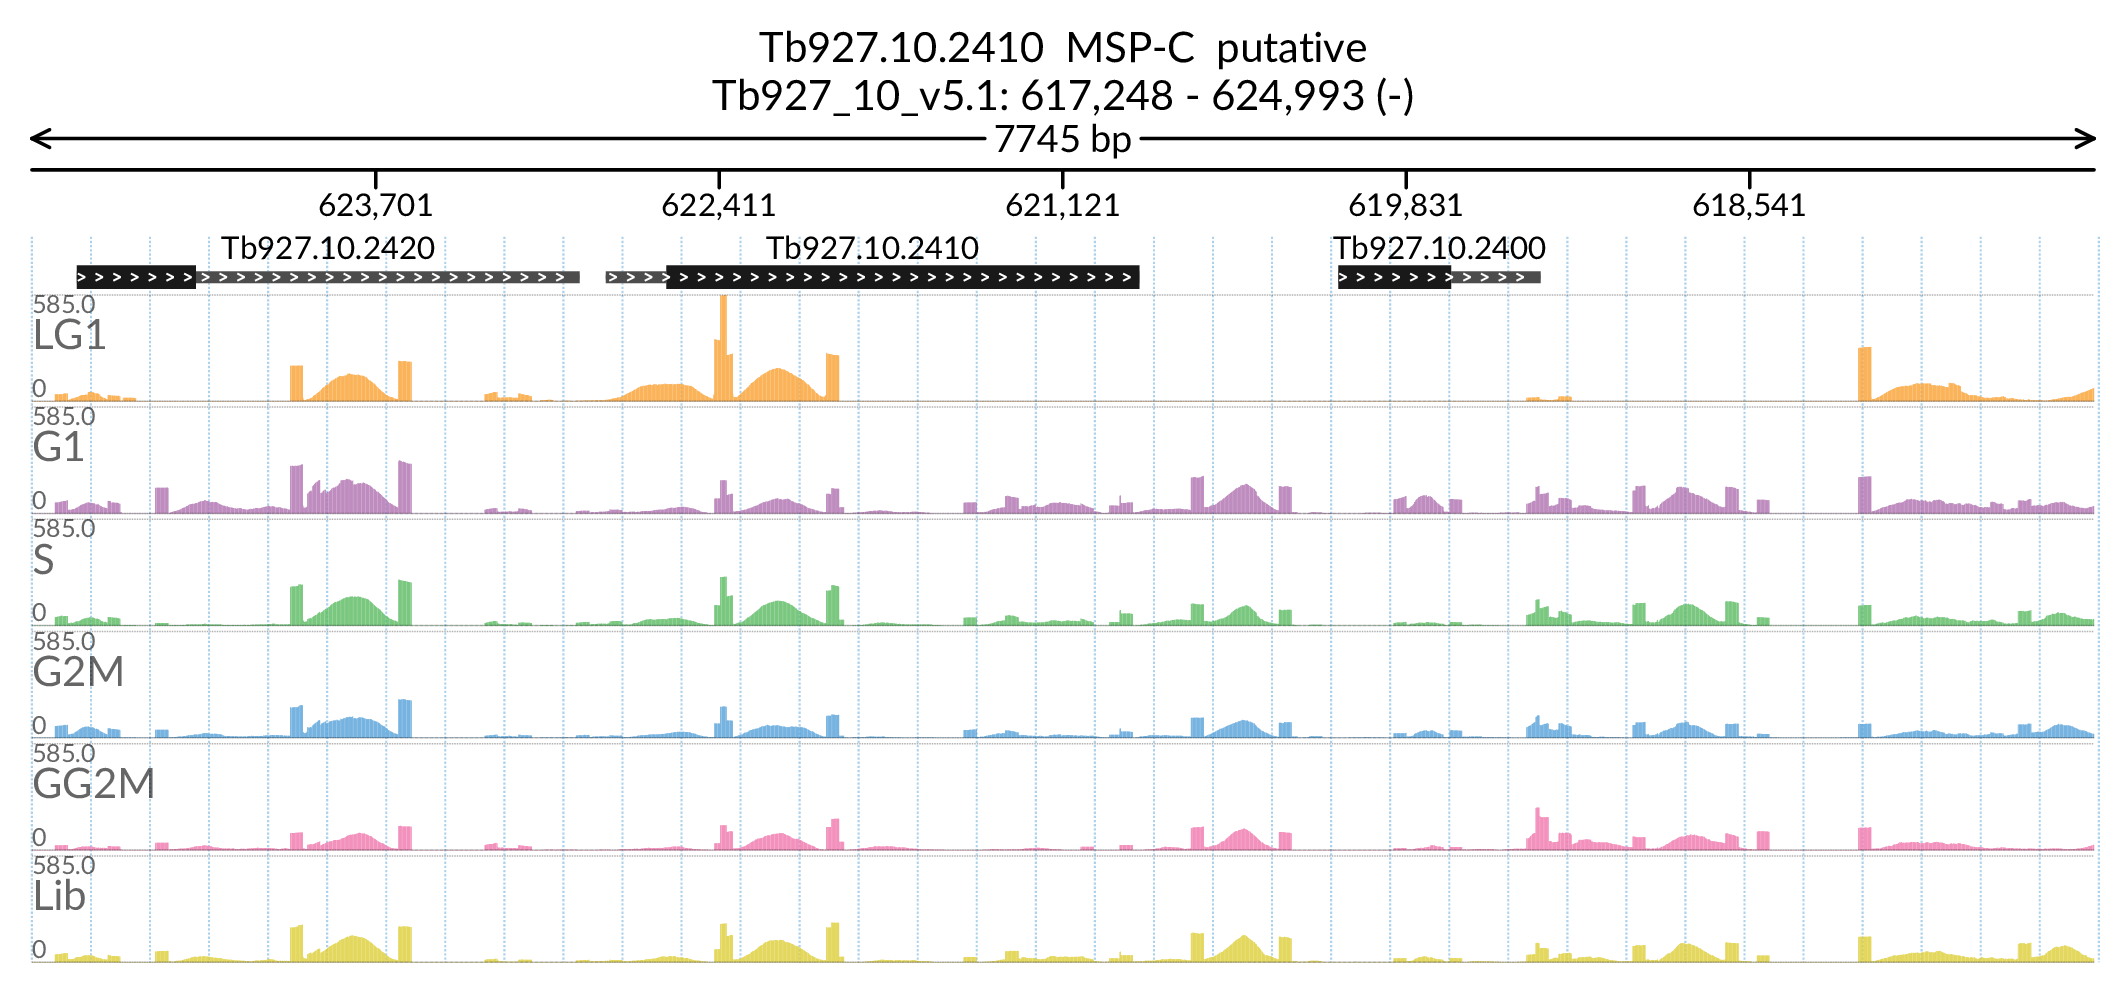 Tb927.10.2410 MSP-C putative
Tb927_10_v5.1: 617,248 - 624,993 (-)
7745 bp
623,701 622,411 621,121 619,831 618,541
Tb927.10.2420 Tb927.10.2410 Tb927.10.2400
585.0
LG1
0
585.0
G1
0
585.0
S
0
585.0
G2M
0
585.0
GG2M
0
585.0
Lib
0